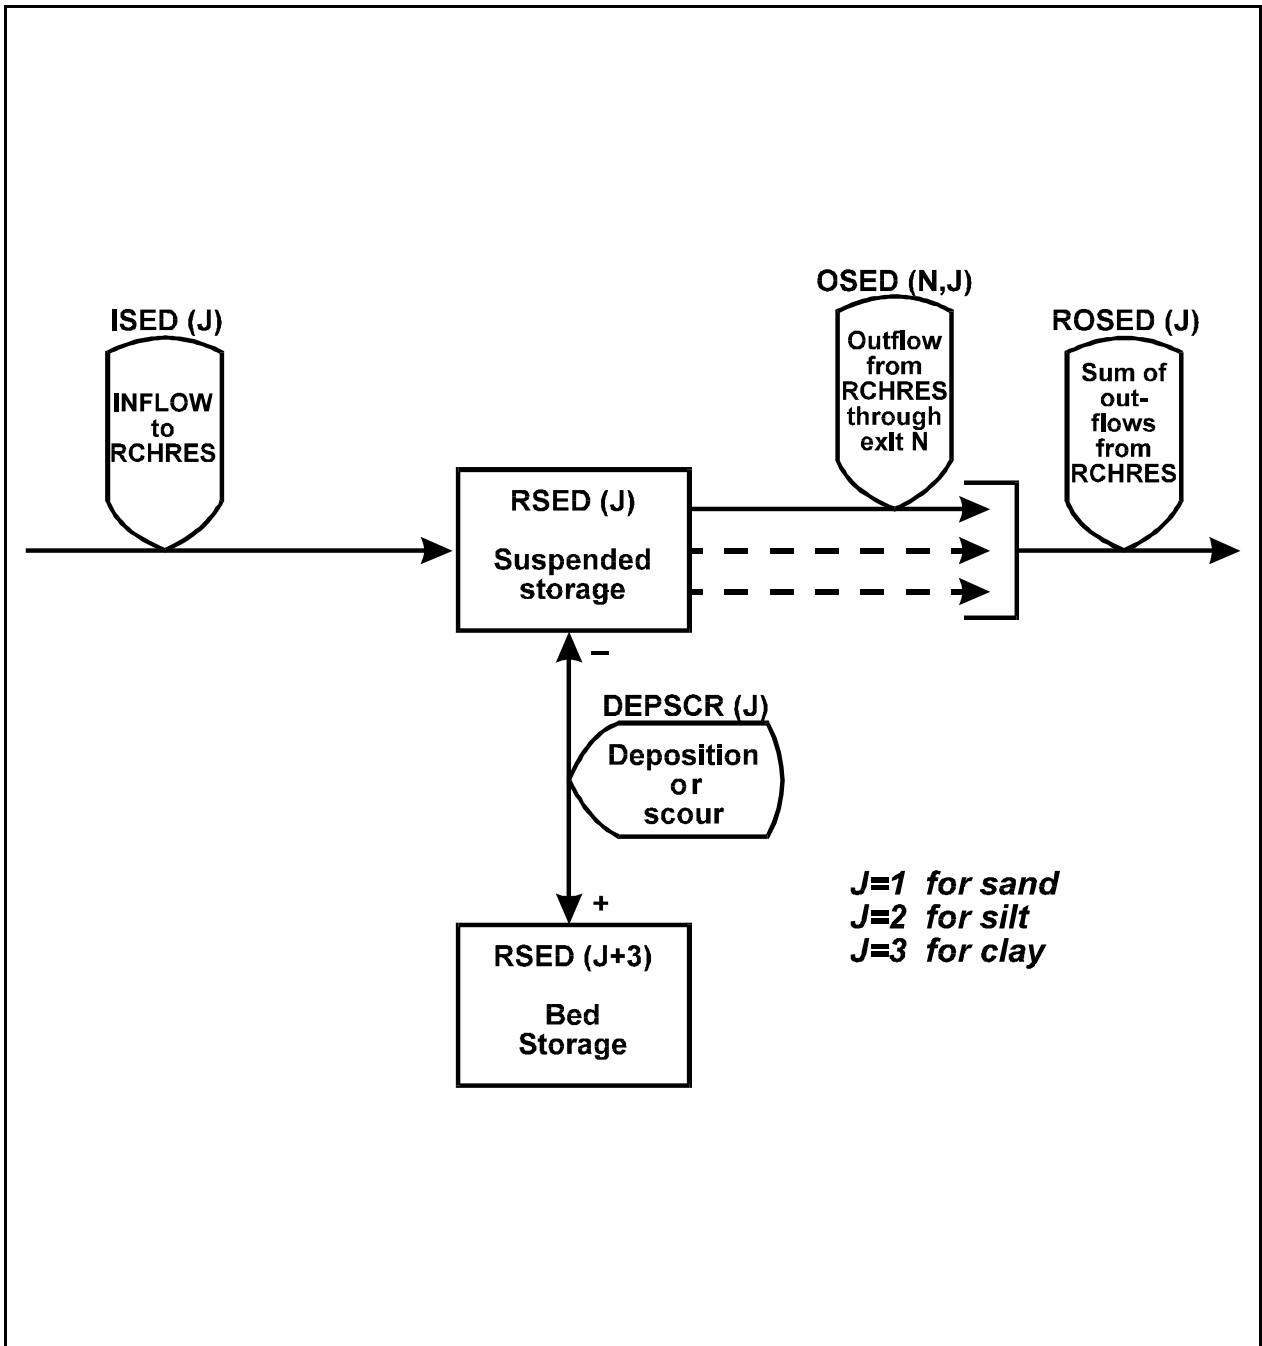 ISED (J)
INFLOW
to
RCHRES
OSED (N,J)
Outflow
from
RCHRES
through
exit N
ROSED (J)
Sum of
out-
flows
from
RCHRES
RSED (J)
Suspended
storage
–
DEPSCR (J)
Deposition
or
scour
+
RSED (J+3)
Bed
Storage
J=1 for sand
J=2 for silt
J=3 for clay